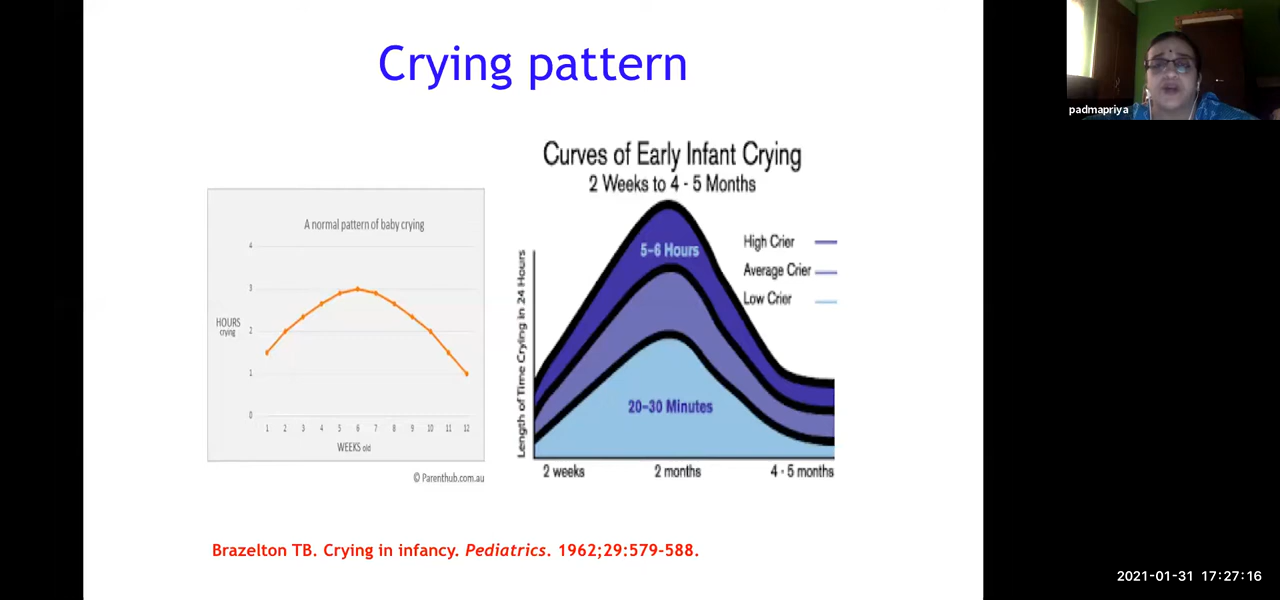 Crying pattern
padmapriya
A normal pattern of baby crying
4
3
2
1
0
HOURS
crying
1 2 3 4 5 6 7 8 9 10 11 12
WEEKS old
© Parenthub.com.au
Curves of Early Infant Crying
2 Weeks to 4 - 5 Months
Length of Time Crying in 24 Hours
5-6 Hours
20-30 Minutes
High Crier
Average Crier
Low Crier
2 weeks 2 months 4 - 5 months
Brazelton TB. Crying in infancy. Pediatrics. 1962;29:579-588.
2021-01-31 17:27:16